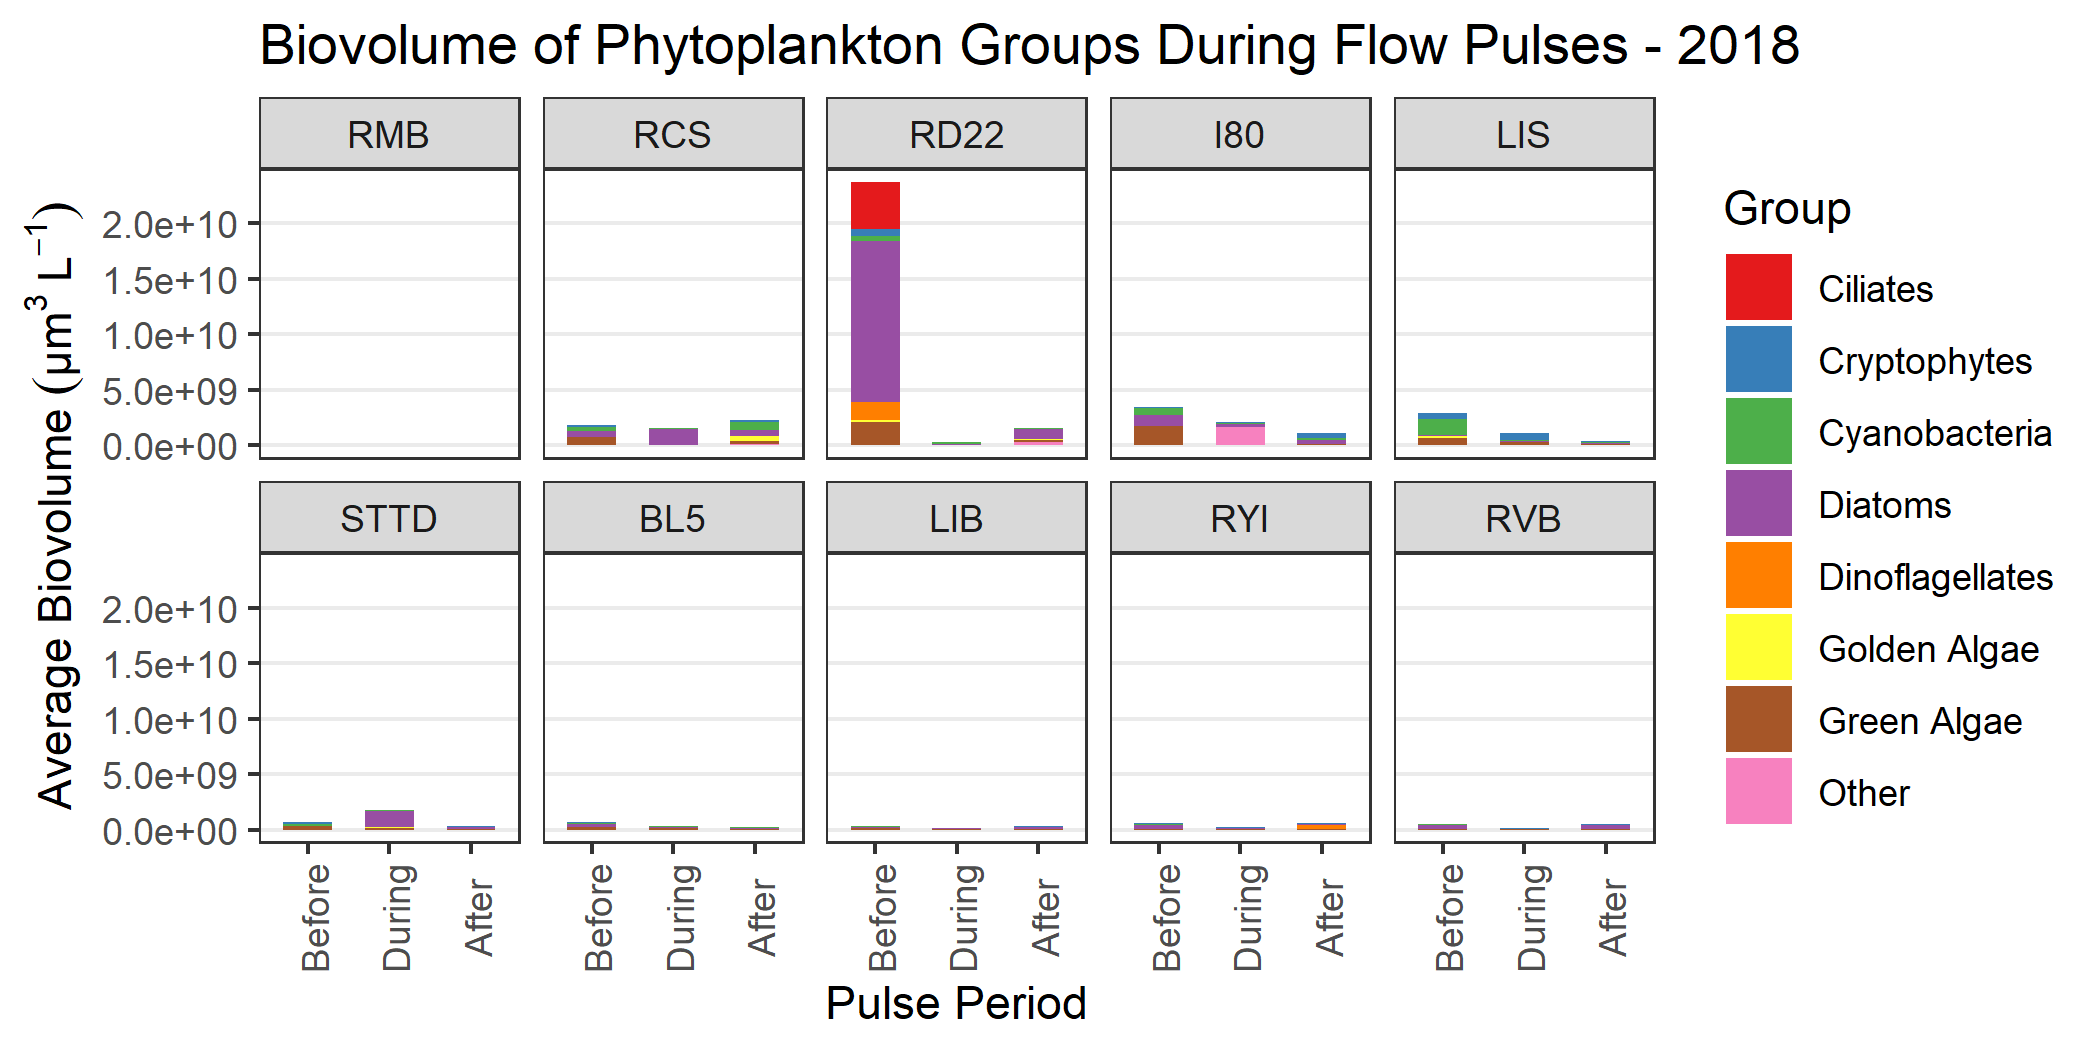 Biovolume of Phytoplankton Groups During Flow Pulses - 2018
RMB
RCS
RD22
I80
LIS
2.0e+10
1.5e+10
1.0e+10
5.0e+09
0.0e+00
STTD
BL5
LIB
RYI
RVB
2.0e+10
1.5e+10
1.0e+10
5.0e+09
0.0e+00
Average Biovolume (μm³ L⁻¹)
Before
During
After
Before
During
After
Before
During
After
Before
During
After
Before
During
After
Pulse Period
Group
Ciliates
Cryptophytes
Cyanobacteria
Diatoms
Dinoflagellates
Golden Algae
Green Algae
Other